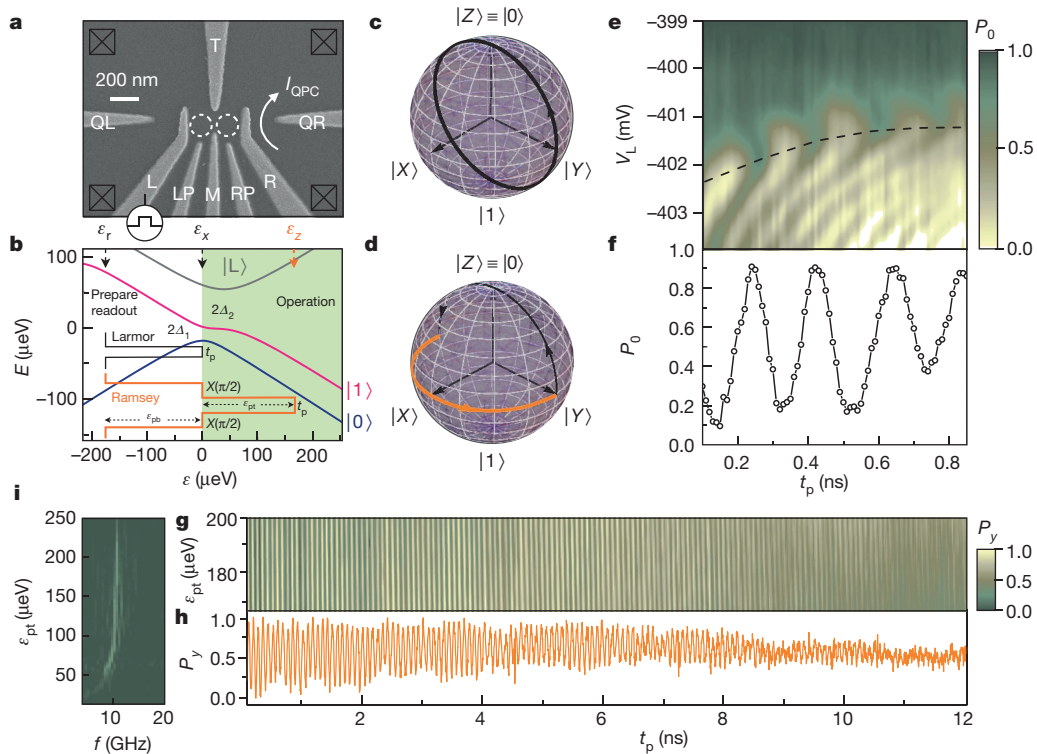 a
T
200 nm
I_QPC
QL
QR
L
LP
M
RP
R
ε_r
ε_x
ε_z
b
100
0
−100
E (μeV)
|L⟩
Prepare
readout
Operation
2Δ_1
2Δ_2
Larmor
t_p
X(π/2)
Ramsey
ε_pt
t_p
ε_pb
X(π/2)
|1⟩
|0⟩
−200
−100
0
100
200
ε (μeV)
c
|Z⟩ ≡ |0⟩
|X⟩
|Y⟩
|1⟩
d
|Z⟩ ≡ |0⟩
|X⟩
|Y⟩
|1⟩
e
−399
−400
−401
−402
−403
V_L (mV)
P_0
1.0
0.5
0.0
f
1.0
0.8
0.6
0.4
0.2
0.0
P_0
0.2
0.4
0.6
0.8
t_p (ns)
i
250
200
150
100
50
ε_pt (μeV)
10
20
f (GHz)
g
200
180
ε_pt (μeV)
P_y
1.0
0.5
0.0
h
1.0
0.5
0.0
P_y
2
4
6
8
10
12
t_p (ns)